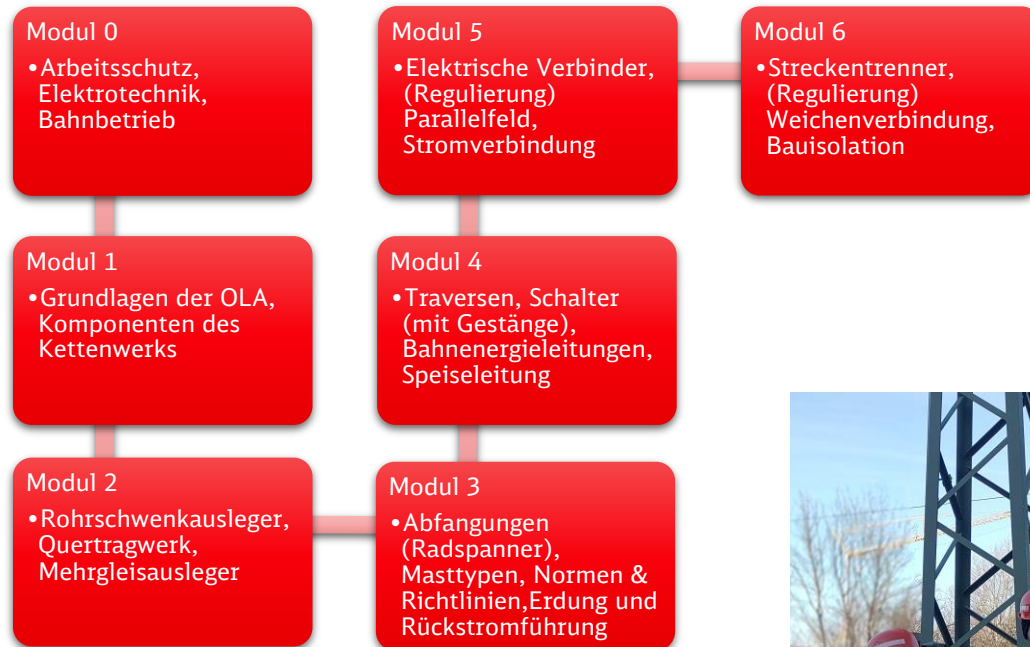 Modul 0
•Arbeitsschutz,
Elektrotechnik,
Bahnbetrieb
Modul 1
•Grundlagen der OLA,
Komponenten des
Kettenwerks
Modul 2
•Rohrschwenkausleger,
Quertragwerk,
Mehrgleisausleger
Modul 3
•Abfangungen
(Radspanner),
Masttypen, Normen &
Richtlinien,Erdung und
Rückstromführung
Modul 4
•Traversen, Schalter
(mit Gestänge),
Bahnenergieleitungen,
Speiseleitung
Modul 5
•Elektrische Verbinder,
(Regulierung)
Parallelfeld,
Stromverbindung
Modul 6
•Streckentrenner,
(Regulierung)
Weichenverbindung,
Bauisolation